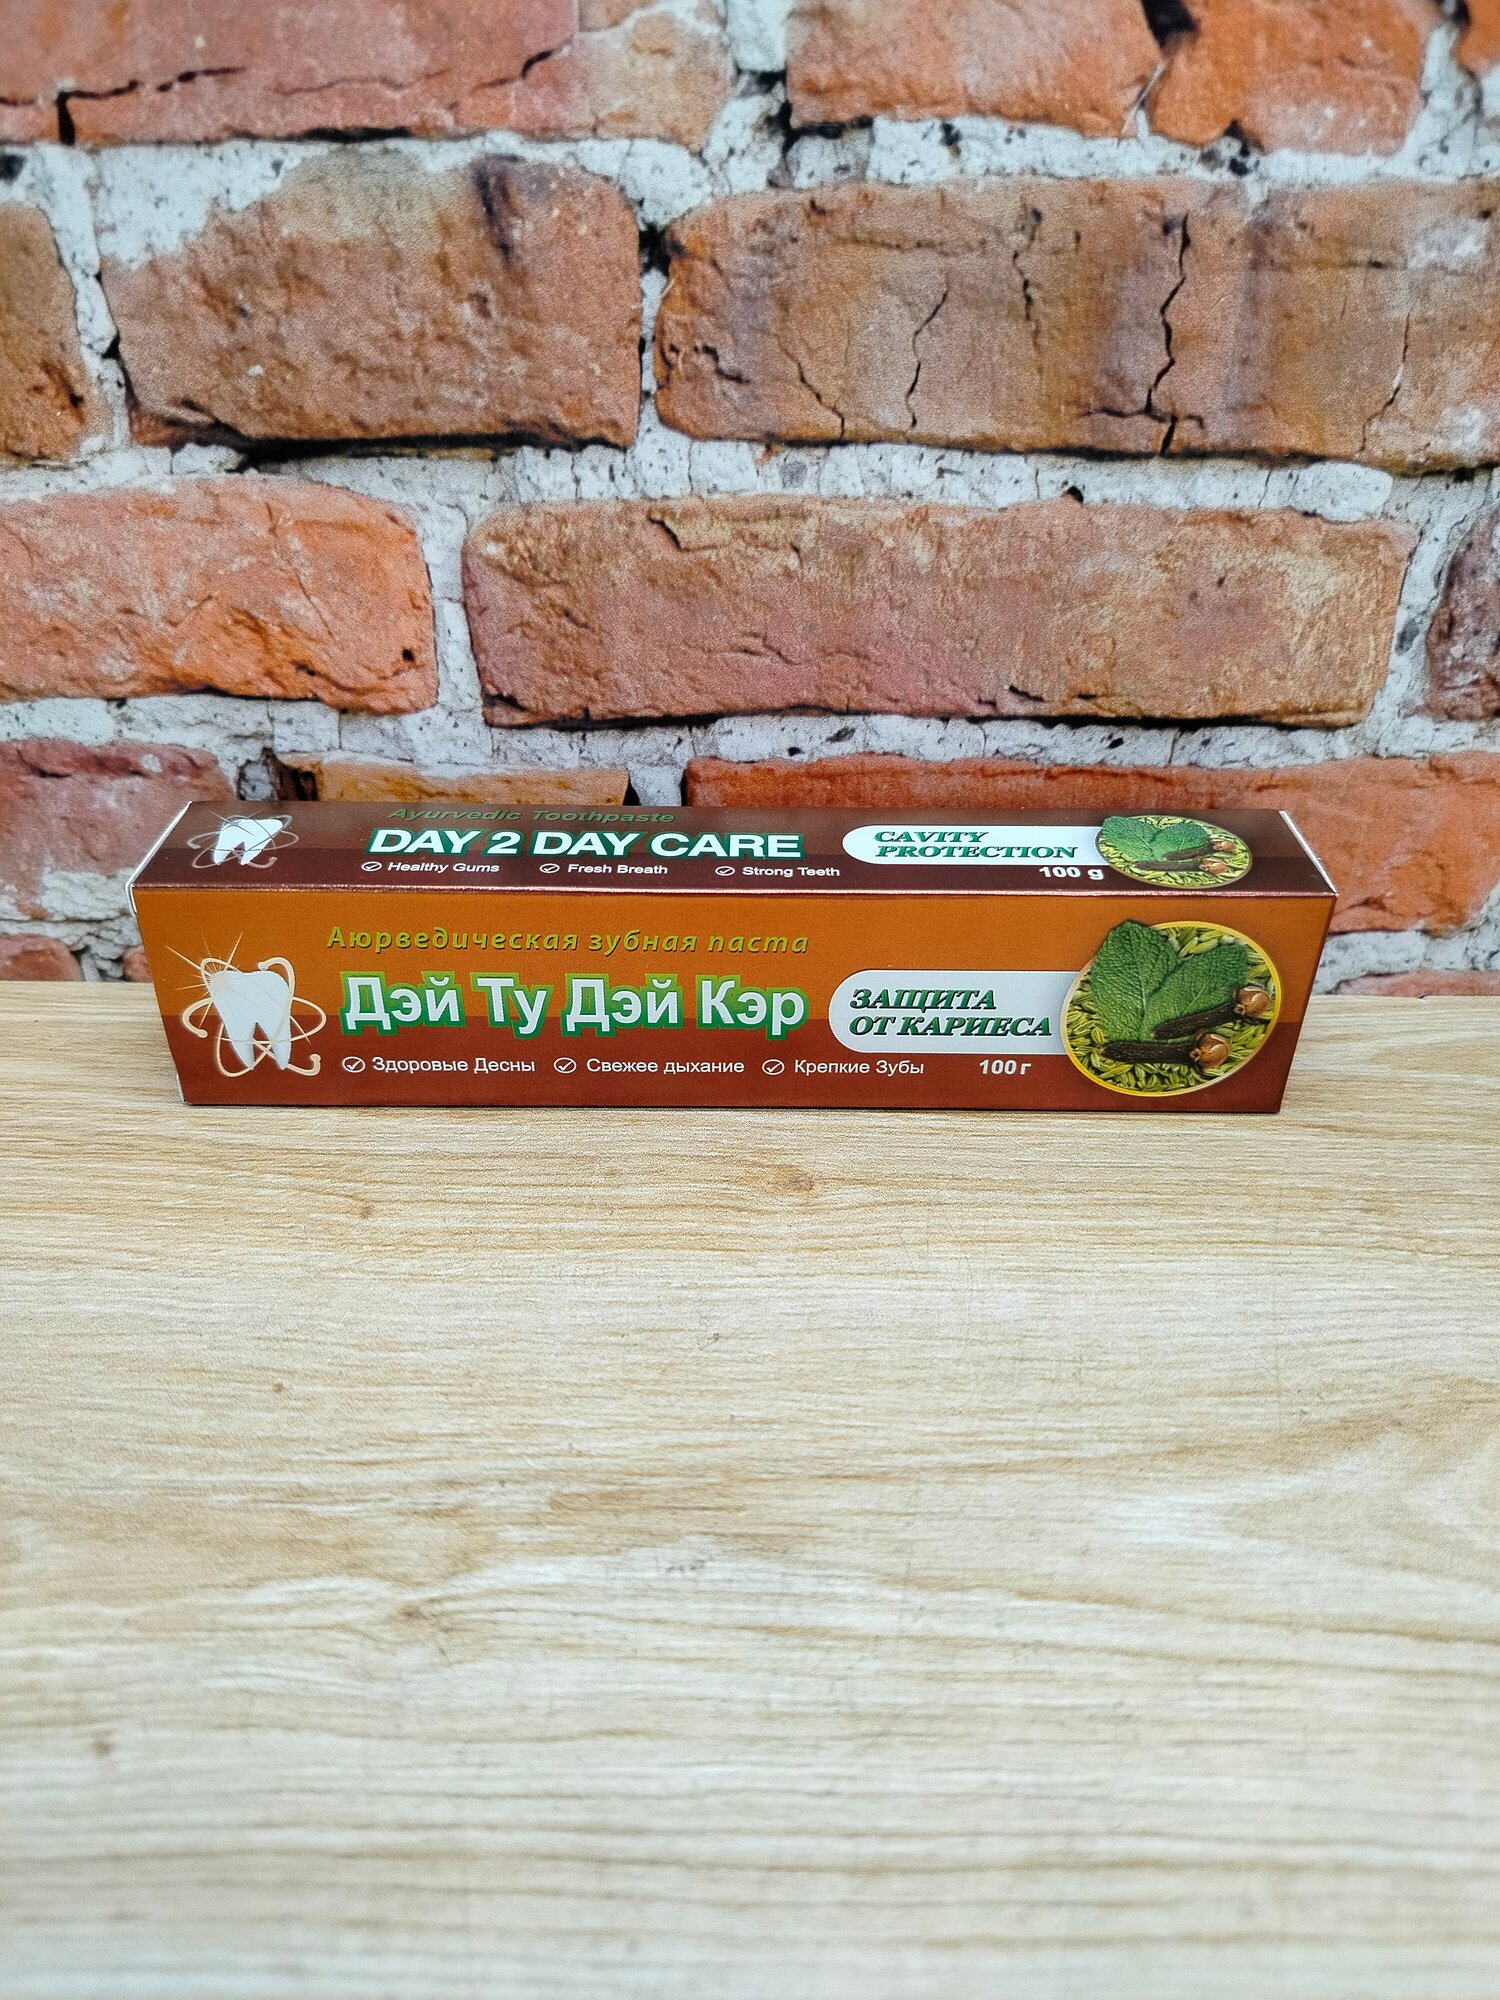 Ayurvedic Toothpaste
DAY 2 DAY CARE
Healthy Gums Fresh Breath Strong Teeth
CAVITY
PROTECTION
100 g
Аюрведическая зубная паста
Дэй Ту Дэй Кэр
Здоровые Десны Свежее дыхание Крепкие Зубы
ЗАЩИТА
ОТ КАРИЕСА
100 г